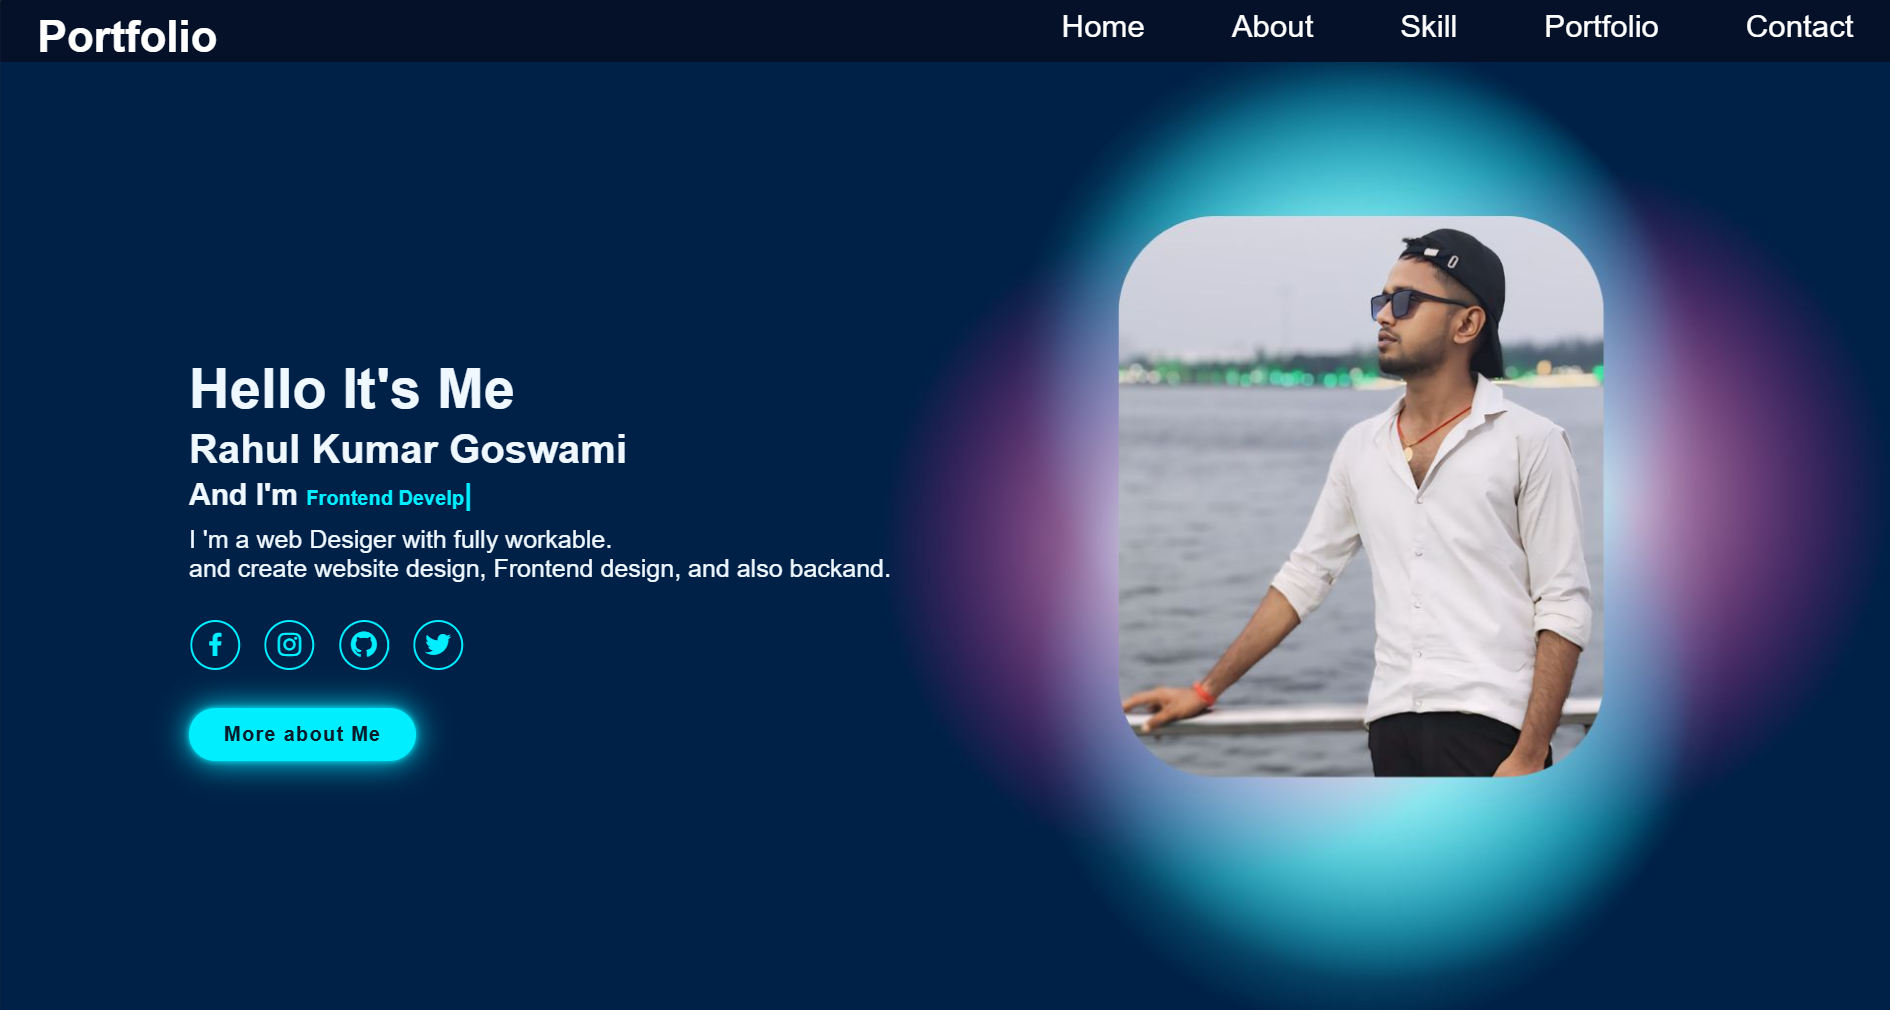 Portfolio
Home About Skill Portfolio Contact
Hello It's Me
Rahul Kumar Goswami
And I'm Frontend Develp|
I 'm a web Desiger with fully workable.
and create website design, Frontend design, and also backand.
More about Me